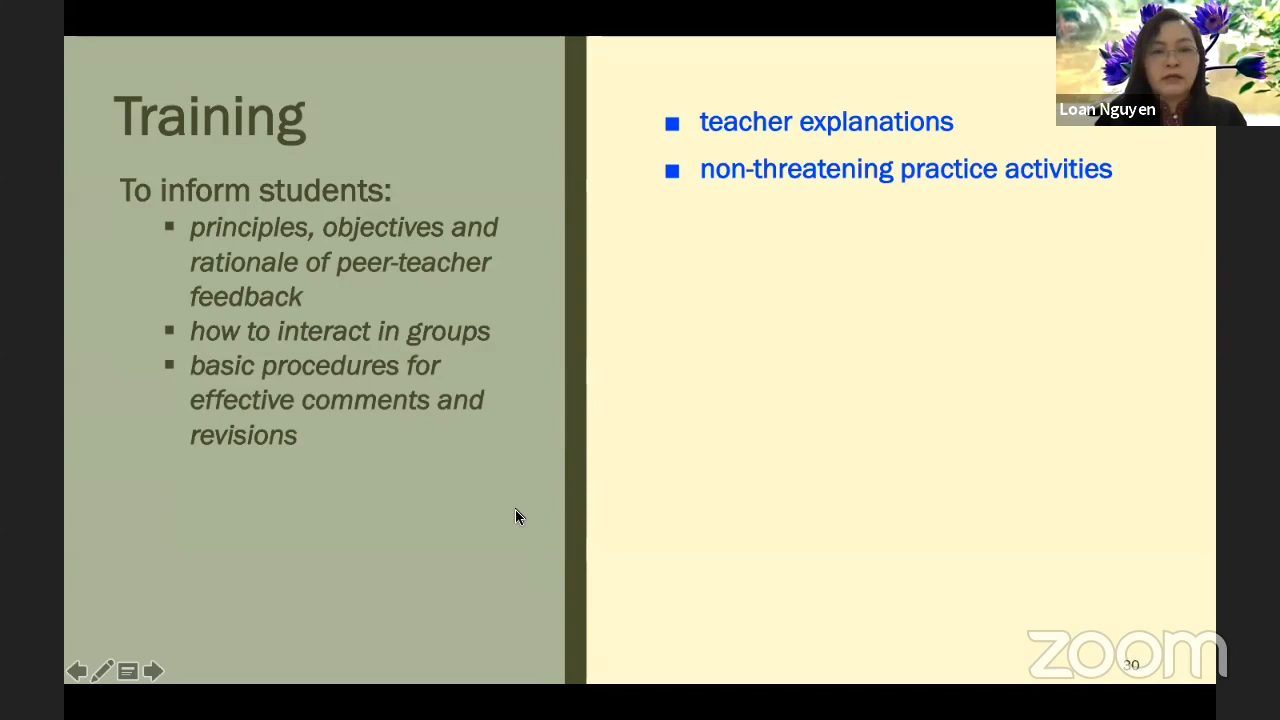 Training
To inform students:
▪ principles, objectives and
rationale of peer-teacher
feedback
▪ how to interact in groups
▪ basic procedures for
effective comments and
revisions
■ teacher explanations
■ non-threatening practice activities
Loan Nguyen
30
zoom